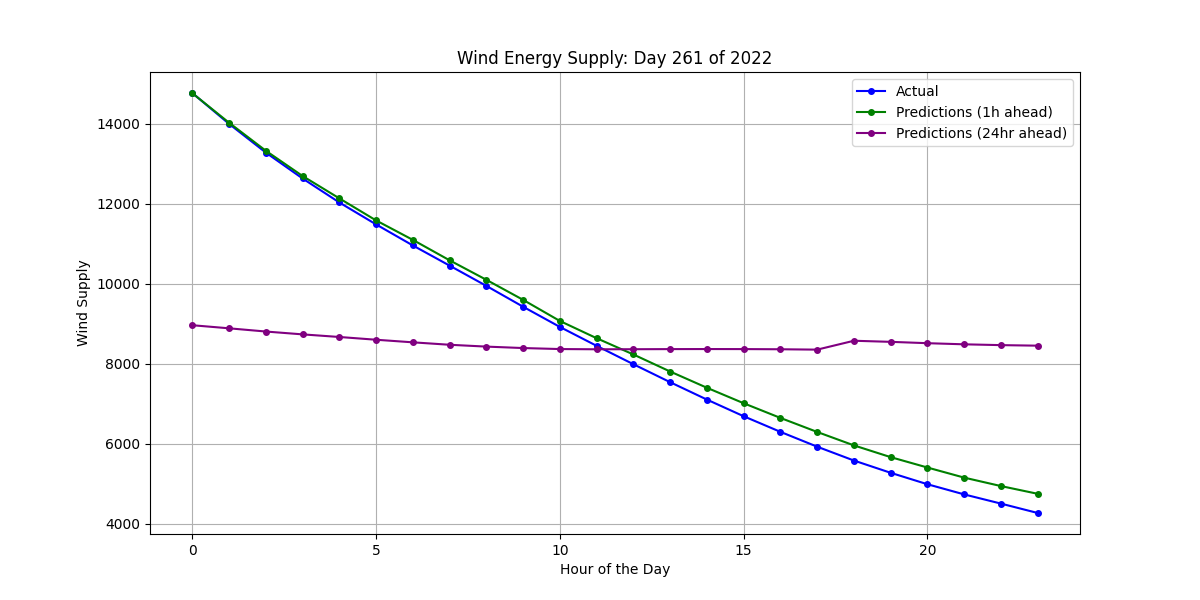 Wind Energy Supply: Day 261 of 2022
Actual
Predictions (1h ahead)
Predictions (24hr ahead)
Wind Supply
14000
12000
10000
8000
6000
4000
0 5 10 15 20
Hour of the Day